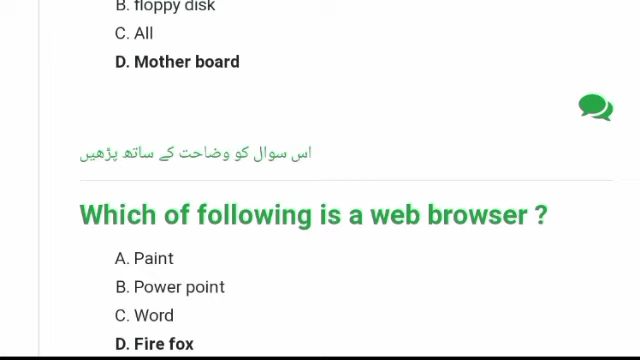 B. floppy disk
C. All
D. Mother board
اس سوال کو وضاحت کے ساتھ پڑھیں
Which of following is a web browser ?
A. Paint
B. Power point
C. Word
D. Fire fox